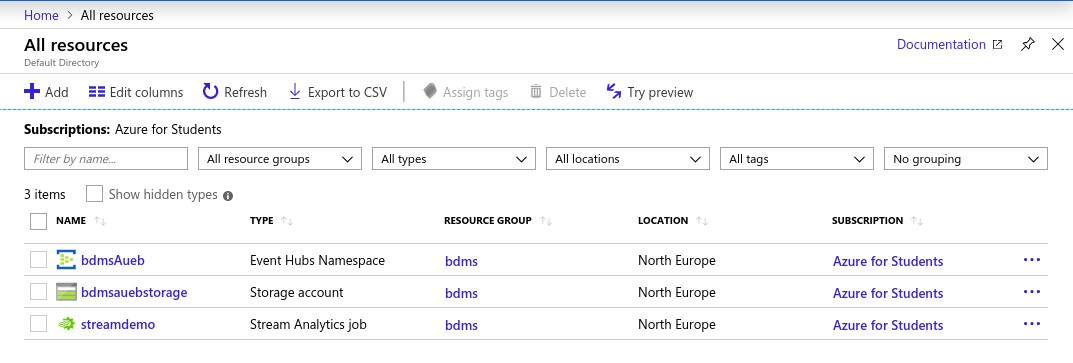 Home > All resources
All resources
Documentation
Default Directory
Add Edit columns Refresh Export to CSV Assign tags Delete Try preview
Subscriptions: Azure for Students
Filter by name... All resource groups All types All locations All tags No grouping
3 items Show hidden types
NAME TYPE RESOURCE GROUP LOCATION SUBSCRIPTION
bdmsAueb Event Hubs Namespace bdms North Europe Azure for Students
bdmsauebstorage Storage account bdms North Europe Azure for Students
streamdemo Stream Analytics job bdms North Europe Azure for Students